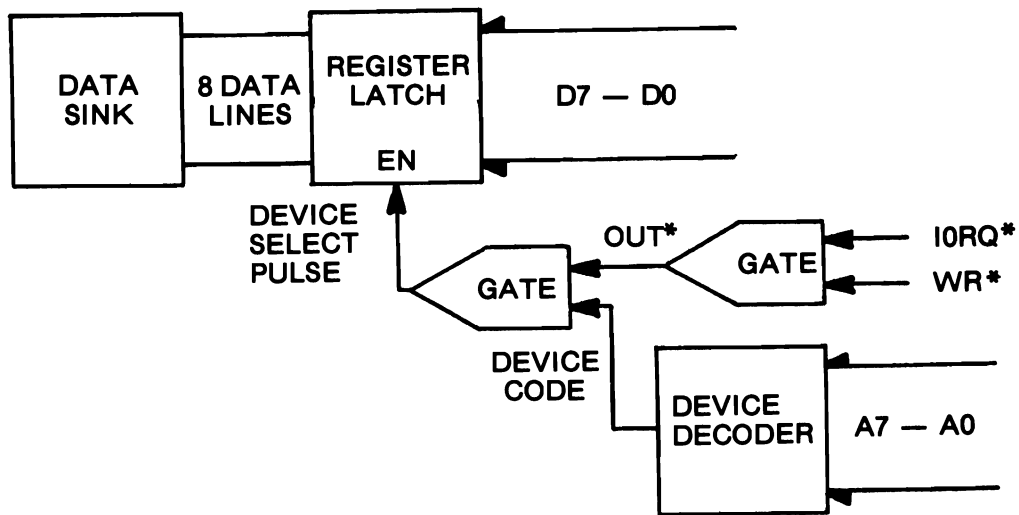 DATA
SINK
8 DATA
LINES
REGISTER
LATCH
EN
D7 — D0
DEVICE
SELECT
PULSE
GATE
OUT*
GATE
I0RQ*
WR*
DEVICE
CODE
DEVICE
DECODER
A7 — A0